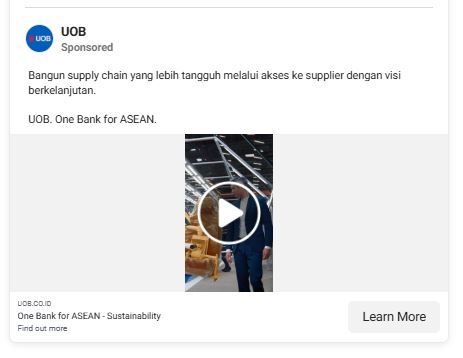 UOB
UOB
Sponsored
Bangun supply chain yang lebih tangguh melalui akses ke supplier dengan visi
berkelanjutan.
UOB. One Bank for ASEAN.
UOB.CO.ID
One Bank for ASEAN - Sustainability
Find out more
Learn More